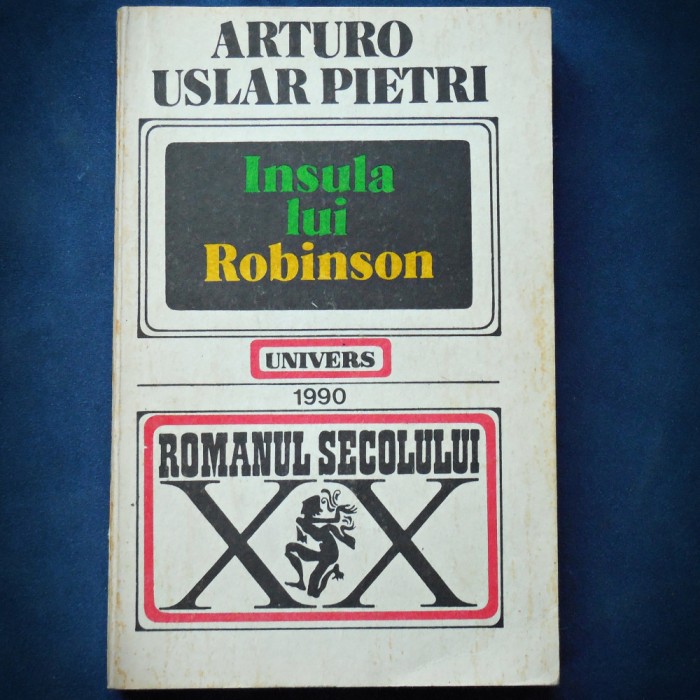 ARTURO
USLAR PIETRI
Insula
lui
Robinson
UNIVERS
1990
ROMANUL SECOLULUI
XX